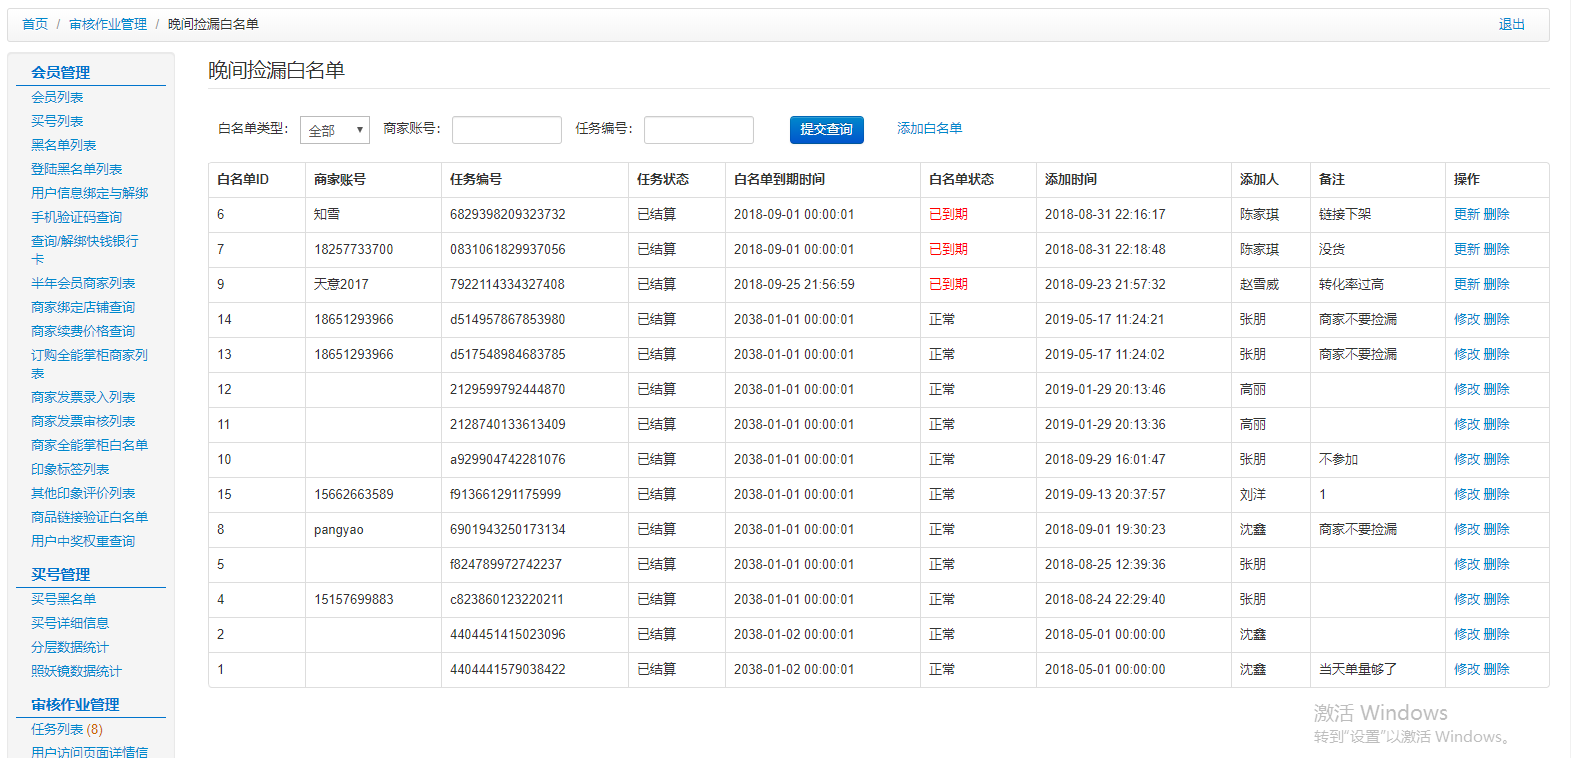 首页 / 审核作业管理 / 晚间捡漏白名单 退出
会员管理
会员列表
买号列表
黑名单列表
登陆黑名单列表
用户信息绑定与解绑
手机验证码查询
查询/解绑快钱银行
卡
半年会员商家列表
商家绑定店铺查询
商家续费价格查询
订购全能掌柜商家列
表
商家发票录入列表
商家发票审核列表
商家全能掌柜白名单
印象标签列表
其他印象评价列表
商品链接验证白名单
用户中奖权重查询
买号管理
买号黑名单
买号详细信息
分层数据统计
照妖镜数据统计
审核作业管理
任务列表 (8)
用户访问页面详情信
晚间捡漏白名单
白名单类型: 全部 商家账号: 任务编号: 提交查询 添加白名单
白名单ID 商家账号 任务编号 任务状态 白名单到期时间 白名单状态 添加时间 添加人 备注 操作
6 知雪 6829398209323732 已结算 2018-09-01 00:00:01 已到期 2018-08-31 22:16:17 陈家琪 链接下架 更新 删除
7 18257733700 0831061829937056 已结算 2018-09-01 00:00:01 已到期 2018-08-31 22:18:48 陈家琪 没货 更新 删除
9 天意2017 7922114334327408 已结算 2018-09-25 21:56:59 已到期 2018-09-23 21:57:32 赵雪威 转化率过高 更新 删除
14 18651293966 d514957867853980 已结算 2038-01-01 00:00:01 正常 2019-05-17 11:24:21 张朋 商家不要捡漏 修改 删除
13 18651293966 d517548984683785 已结算 2038-01-01 00:00:01 正常 2019-05-17 11:24:02 张朋 商家不要捡漏 修改 删除
12 2129599792444870 已结算 2038-01-01 00:00:01 正常 2019-01-29 20:13:46 高丽 修改 删除
11 2128740133613409 已结算 2038-01-01 00:00:01 正常 2019-01-29 20:13:36 高丽 修改 删除
10 a929904742281076 已结算 2038-01-01 00:00:01 正常 2018-09-29 16:01:47 张朋 不参加 修改 删除
15 15662663589 f913661291175999 已结算 2038-01-01 00:00:01 正常 2019-09-13 20:37:57 刘洋 1 修改 删除
8 pangyao 6901943250173134 已结算 2038-01-01 00:00:01 正常 2018-09-01 19:30:23 沈鑫 商家不要捡漏 修改 删除
5 f824789972742237 已结算 2038-01-01 00:00:01 正常 2018-08-25 12:39:36 张朋 修改 删除
4 15157699883 c823860123220211 已结算 2038-01-01 00:00:01 正常 2018-08-24 22:29:40 张朋 修改 删除
2 4404451415023096 已结算 2038-01-02 00:00:01 正常 2018-05-01 00:00:00 沈鑫 修改 删除
1 4404441579038422 已结算 2038-01-02 00:00:01 正常 2018-05-01 00:00:00 沈鑫 当天单量够了 修改 删除
激活 Windows
转到“设置”以激活 Windows。